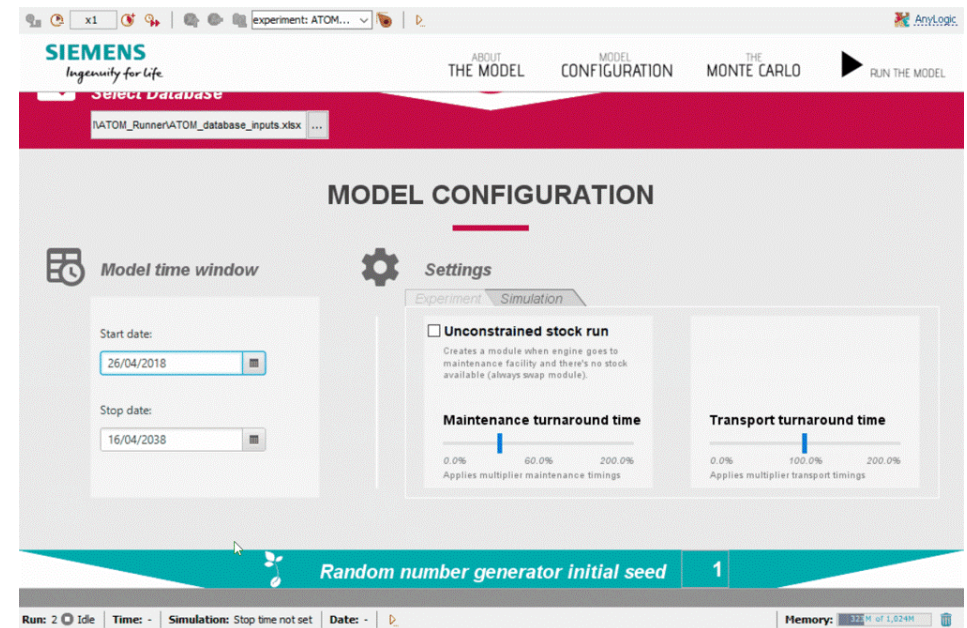 x1
experiment: ATOM...
AnyLogic
SIEMENS
Ingenuity for life
ABOUT
THE MODEL
MODEL
CONFIGURATION
THE
MONTE CARLO
RUN THE MODEL
Select Database
\ATOM_Runner\ATOM_database_inputs.xlsx ...
MODEL CONFIGURATION
Model time window
Settings
Experiment Simulation
Start date:
26/04/2018
Stop date:
16/04/2038
Unconstrained stock run
Creates a module when engine goes to
maintenance facility and there's no stock
available (always swap module).
Maintenance turnaround time
0.0% 60.0% 200.0%
Applies multiplier maintenance timings
Transport turnaround time
0.0% 100.0% 200.0%
Applies multiplier transport timings
Random number generator initial seed 1
Run: 2 Idle Time: - Simulation: Stop time not set Date: - Memory: M of 1,024M